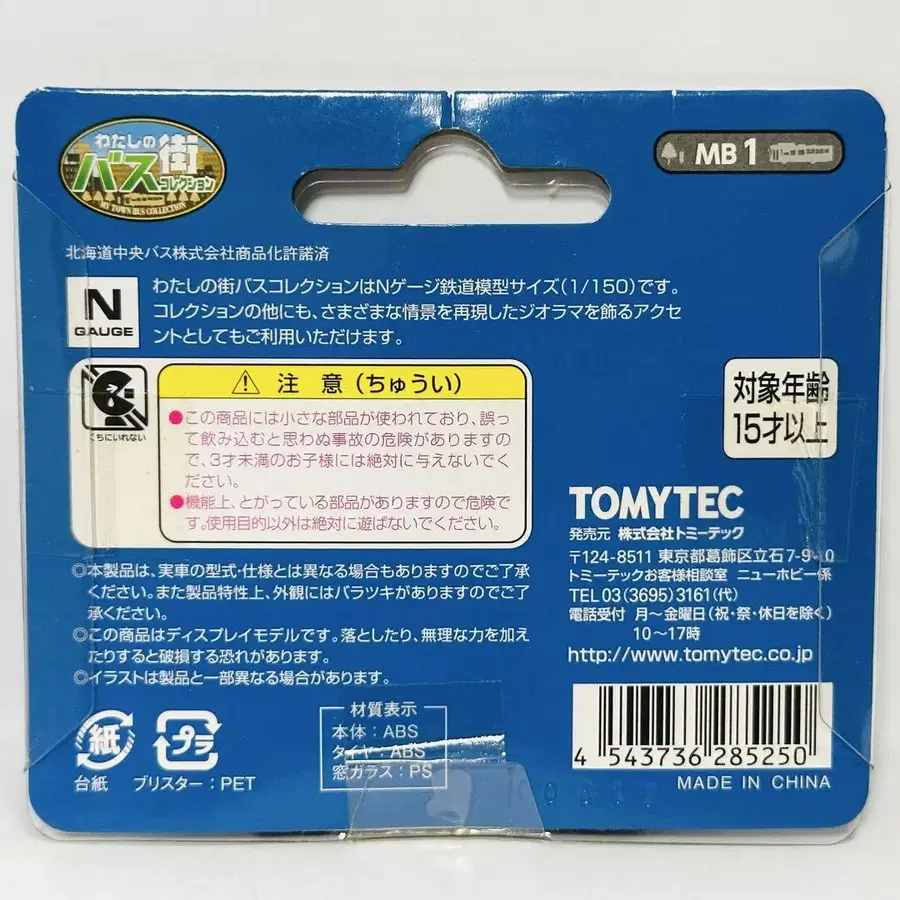 わたしの街
バスコレクション
MY TOWN BUS COLLECTION
MB 1
北海道中央バス株式会社商品化許諾済
N
GAUGE
わたしの街バスコレクションはNゲージ鉄道模型サイズ(1/150)です。
コレクションの他にも、さまざまな情景を再現したジオラマを飾るアクセ
ントとしてもご利用いただけます。
くちにいれない
注 意(ちゅうい)
●この商品には小さな部品が使われており、誤っ
て飲み込むと思わぬ事故の危険がありますので
で、3才未満のお子様には絶対に与えないでく
ださい。
●機能上、とがっている部品がありますので危険で
す。使用目的以外は絶対に遊ばないでください。
対象年齢
15才以上
◎本製品は、実車の型式・仕様とは異なる場合もありますのでご了承
ください。また製品特性上、外観にはバラツキがありますのでご了
承ください。
◎この商品はディスプレイモデルです。落としたり、無理な力を加え
たりすると破損する恐れがあります。
◎イラストは製品と一部異なる場合があります。
TOMYTEC
発売元 株式会社トミーテック
〒124-8511 東京都葛飾区立石7-9-10
トミーテックお客様相談室 ニューホビー係
TEL 03(3695)3161(代)
電話受付 月~金曜日(祝・祭・休日を除く)
10~17時
http://www.tomytec.co.jp
紙
台紙
プラ
ブリスター:PET
材質表示
本体:ABS
タイヤ:ABS
窓ガラス:PS
4 543736 285250
MADE IN CHINA